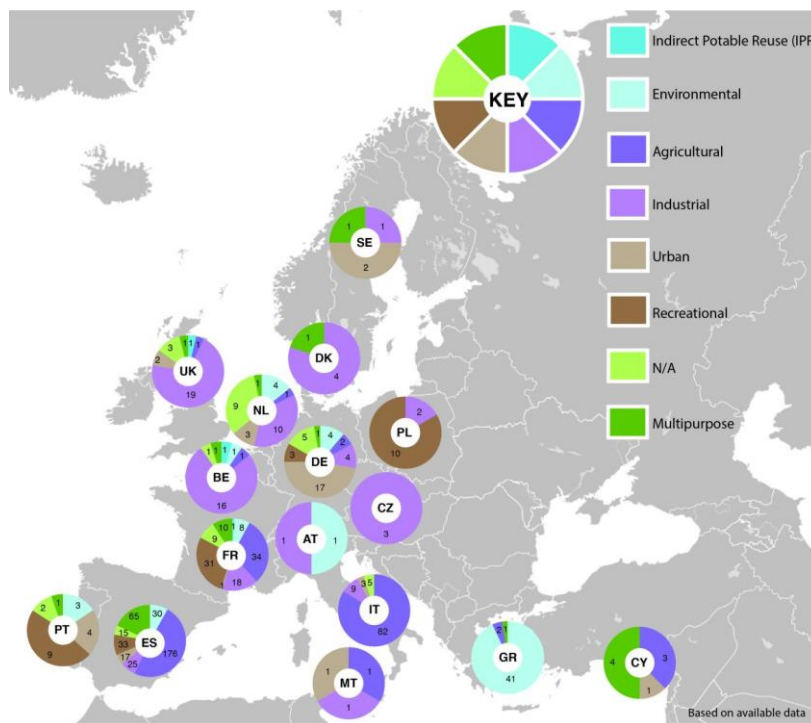 KEY
Indirect Potable Reuse (IPR
Environmental
Agricultural
Industrial
Urban
Recreational
N/A
Multipurpose
1 1
SE
2
1
DK
4
3 1 1 1
2
UK
19
1 4
9 1
NL
3 10
2
PL
10
5 1 4
2
3 DE 4
17
1 1 1 1 1
BE
16
CZ
3
1 AT 1
10 1 8
9
FR 34
31
1 18
2 1 3
PT 4
9
65 30
15 ES
33
17 176
25
9 3 5
IT
82
1 1
MT
1
2 1
GR
41
4 CY 3
1
Based on available data